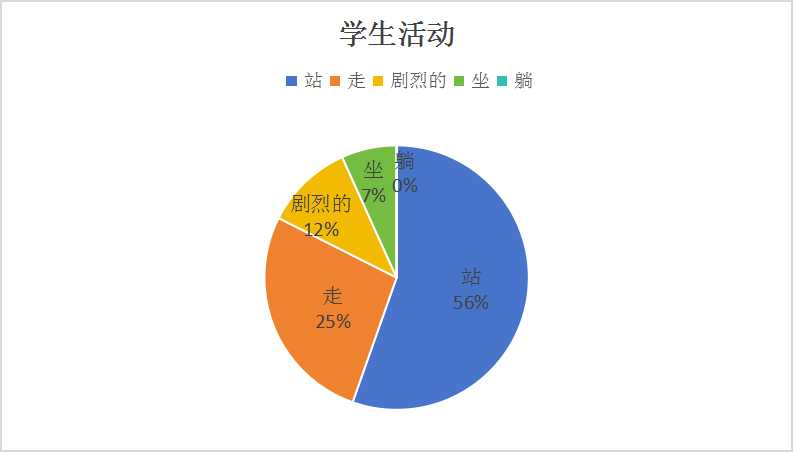 学生活动
站 走 剧烈的 坐 躺
躺
0%
坐
7%
剧烈的
12%
站
56%
走
25%